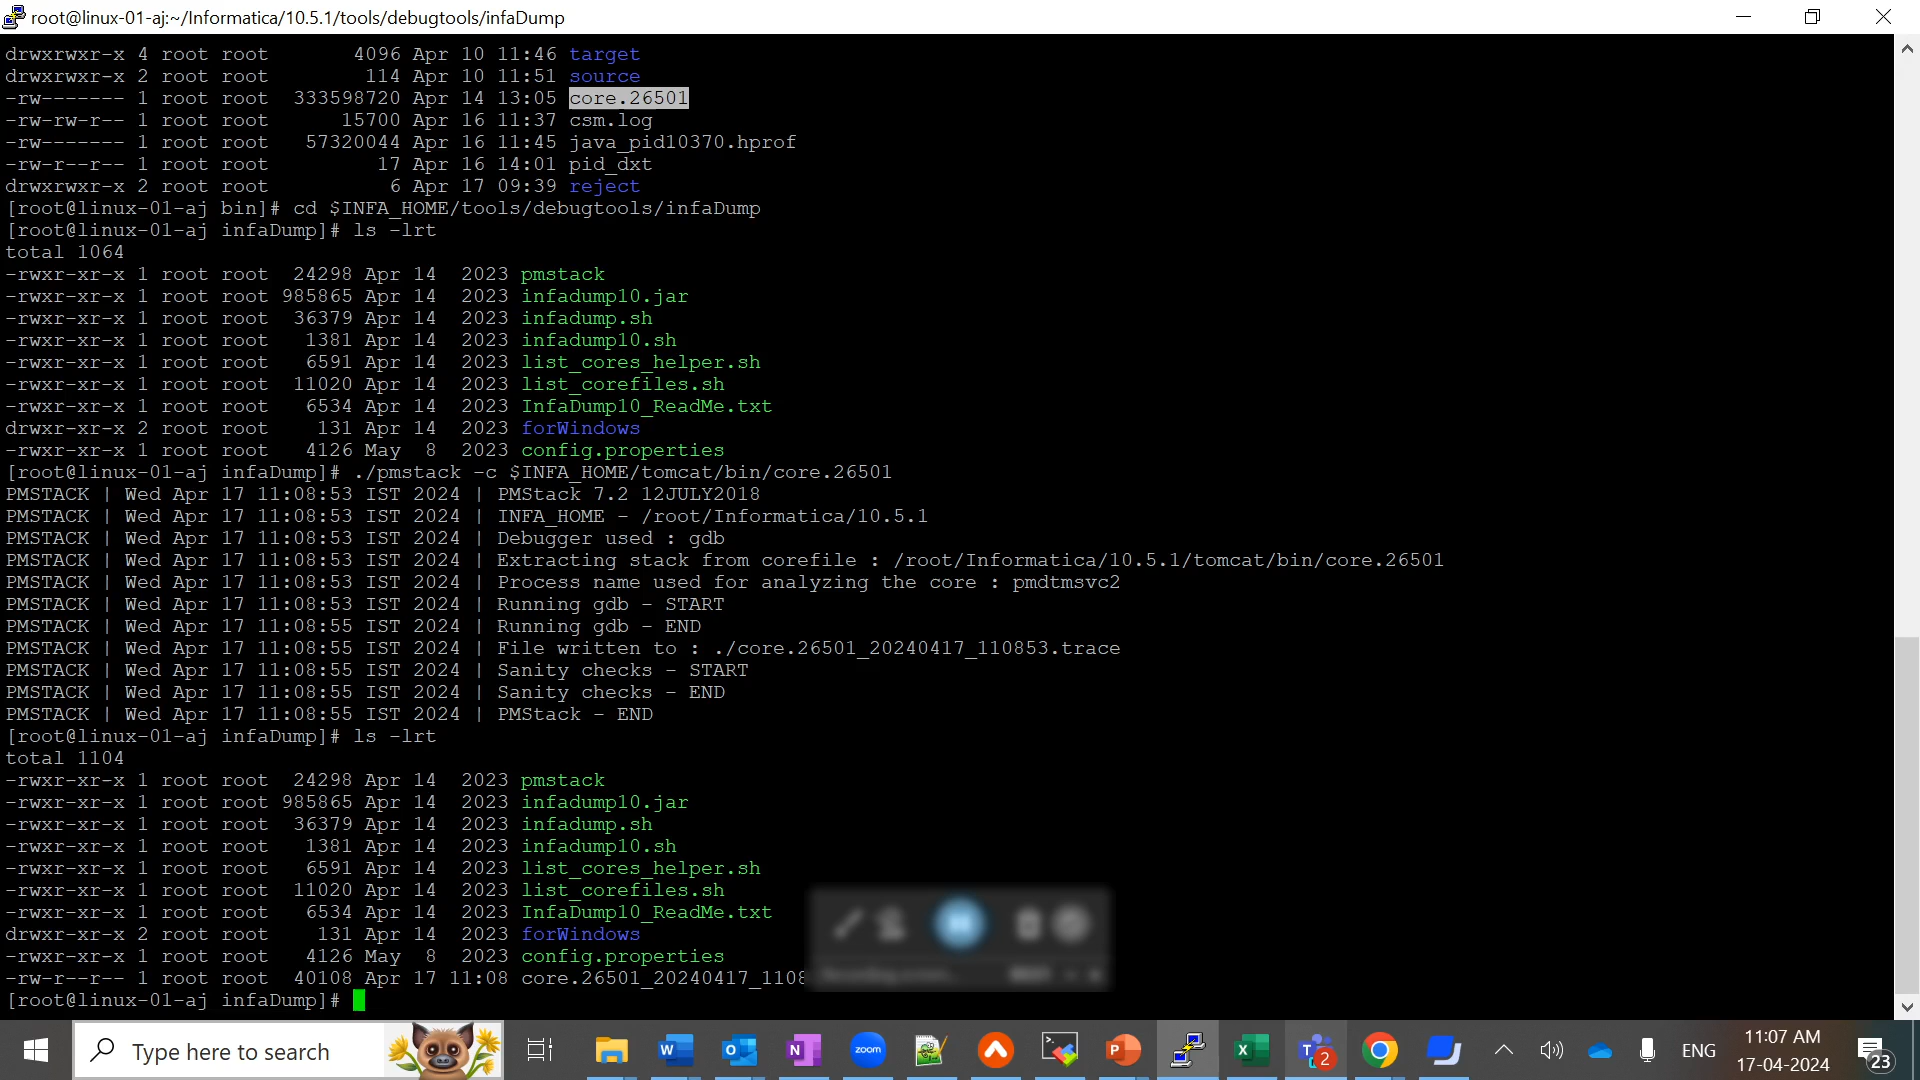 root@linux-01-aj:~/Informatica/10.5.1/tools/debugtools/infaDump
drwxrwxr-x 4 root root 4096 Apr 10 11:46 target
drwxrwxr-x 2 root root 114 Apr 10 11:51 source
-rw------- 1 root root 333598720 Apr 14 13:05 core.26501
-rw-rw-r-- 1 root root 15700 Apr 16 11:37 csm.log
-rw------- 1 root root 57320044 Apr 16 11:45 java_pid10370.hprof
-rw-r--r-- 1 root root 17 Apr 16 14:01 pid_dxt
drwxrwxr-x 2 root root 6 Apr 17 09:39 reject
[root@linux-01-aj bin]# cd $INFA_HOME/tools/debugtools/infaDump
[root@linux-01-aj infaDump]# ls -lrt
total 1064
-rwxr-xr-x 1 root root 24298 Apr 14 2023 pmstack
-rwxr-xr-x 1 root root 985865 Apr 14 2023 infadump10.jar
-rwxr-xr-x 1 root root 36379 Apr 14 2023 infadump.sh
-rwxr-xr-x 1 root root 1381 Apr 14 2023 infadump10.sh
-rwxr-xr-x 1 root root 6591 Apr 14 2023 list_cores_helper.sh
-rwxr-xr-x 1 root root 11020 Apr 14 2023 list_corefiles.sh
-rwxr-xr-x 1 root root 6534 Apr 14 2023 InfaDump10_ReadMe.txt
drwxr-xr-x 2 root root 131 Apr 14 2023 forWindows
-rwxr-xr-x 1 root root 4126 May 8 2023 config.properties
[root@linux-01-aj infaDump]# ./pmstack -c $INFA_HOME/tomcat/bin/core.26501
PMSTACK | Wed Apr 17 11:08:53 IST 2024 | PMStack 7.2 12JULY2018
PMSTACK | Wed Apr 17 11:08:53 IST 2024 | INFA_HOME - /root/Informatica/10.5.1
PMSTACK | Wed Apr 17 11:08:53 IST 2024 | Debugger used : gdb
PMSTACK | Wed Apr 17 11:08:53 IST 2024 | Extracting stack from corefile : /root/Informatica/10.5.1/tomcat/bin/core.26501
PMSTACK | Wed Apr 17 11:08:53 IST 2024 | Process name used for analyzing the core : pmdtmsvc2
PMSTACK | Wed Apr 17 11:08:53 IST 2024 | Running gdb - START
PMSTACK | Wed Apr 17 11:08:55 IST 2024 | Running gdb - END
PMSTACK | Wed Apr 17 11:08:55 IST 2024 | File written to : ./core.26501_20240417_110853.trace
PMSTACK | Wed Apr 17 11:08:55 IST 2024 | Sanity checks - START
PMSTACK | Wed Apr 17 11:08:55 IST 2024 | Sanity checks - END
PMSTACK | Wed Apr 17 11:08:55 IST 2024 | PMStack - END
[root@linux-01-aj infaDump]# ls -lrt
total 1104
-rwxr-xr-x 1 root root 24298 Apr 14 2023 pmstack
-rwxr-xr-x 1 root root 985865 Apr 14 2023 infadump10.jar
-rwxr-xr-x 1 root root 36379 Apr 14 2023 infadump.sh
-rwxr-xr-x 1 root root 1381 Apr 14 2023 infadump10.sh
-rwxr-xr-x 1 root root 6591 Apr 14 2023 list_cores_helper.sh
-rwxr-xr-x 1 root root 11020 Apr 14 2023 list_corefiles.sh
-rwxr-xr-x 1 root root 6534 Apr 14 2023 InfaDump10_ReadMe.txt
drwxr-xr-x 2 root root 131 Apr 14 2023 forWindows
-rwxr-xr-x 1 root root 4126 May 8 2023 config.properties
-rw-r--r-- 1 root root 40108 Apr 17 11:08 core.26501_20240417_1108
[root@linux-01-aj infaDump]#
Type here to search
zoom
2
ENG
11:07 AM
17-04-2024
23